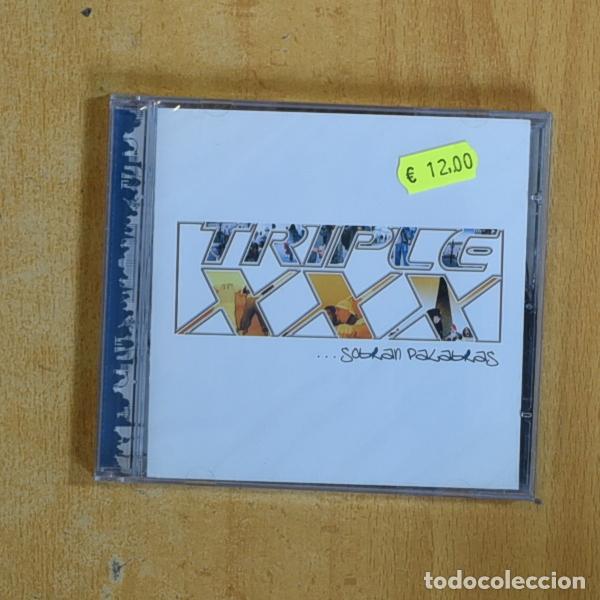 € 12,00
TRIPLE
XXX
...sobran palabras
todocoleccion